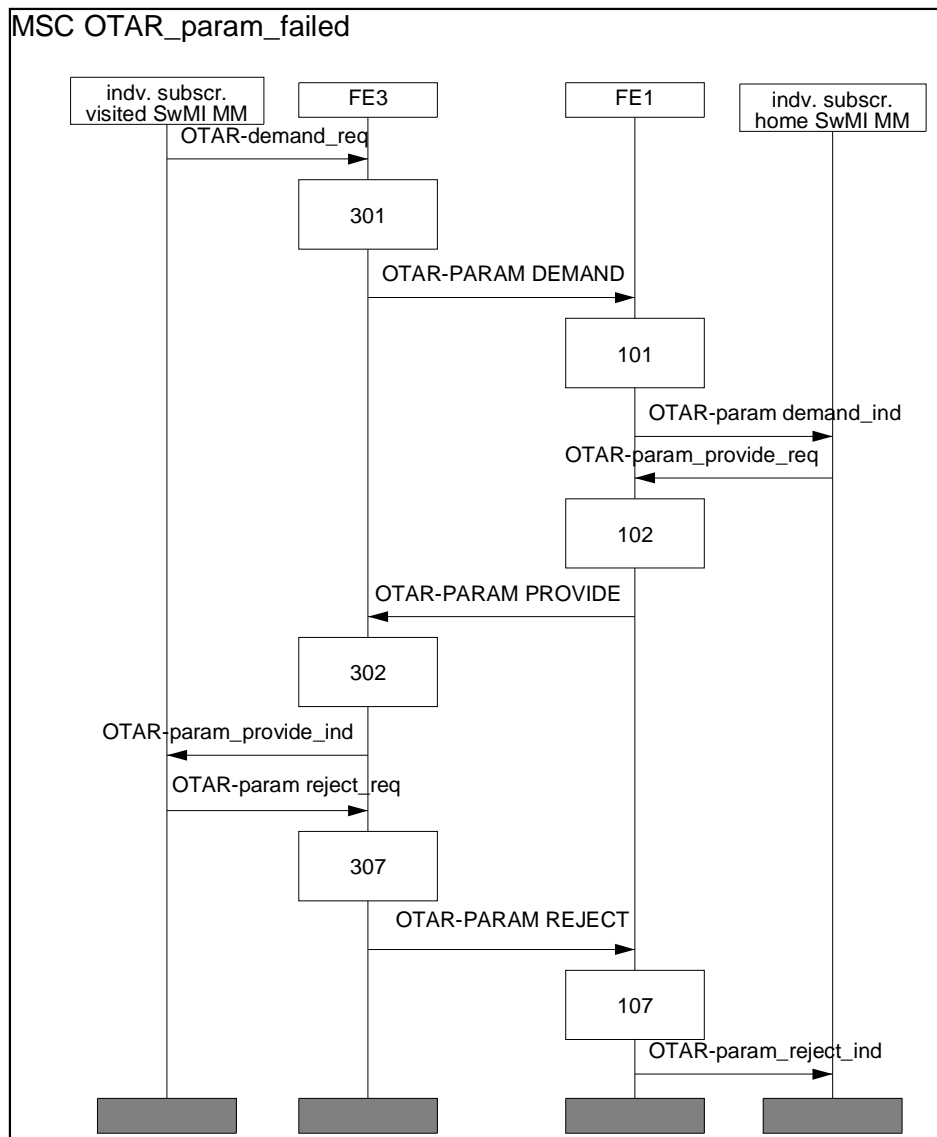 MSC OTAR_param_failed
indv. subscr.
visited SwMI MM
FE3
FE1
indv. subscr.
home SwMI MM
OTAR-demand_req
301
OTAR-PARAM DEMAND
101
OTAR-param demand_ind
OTAR-param_provide_req
102
OTAR-PARAM PROVIDE
302
OTAR-param_provide_ind
OTAR-param reject_req
307
OTAR-PARAM REJECT
107
OTAR-param_reject_ind